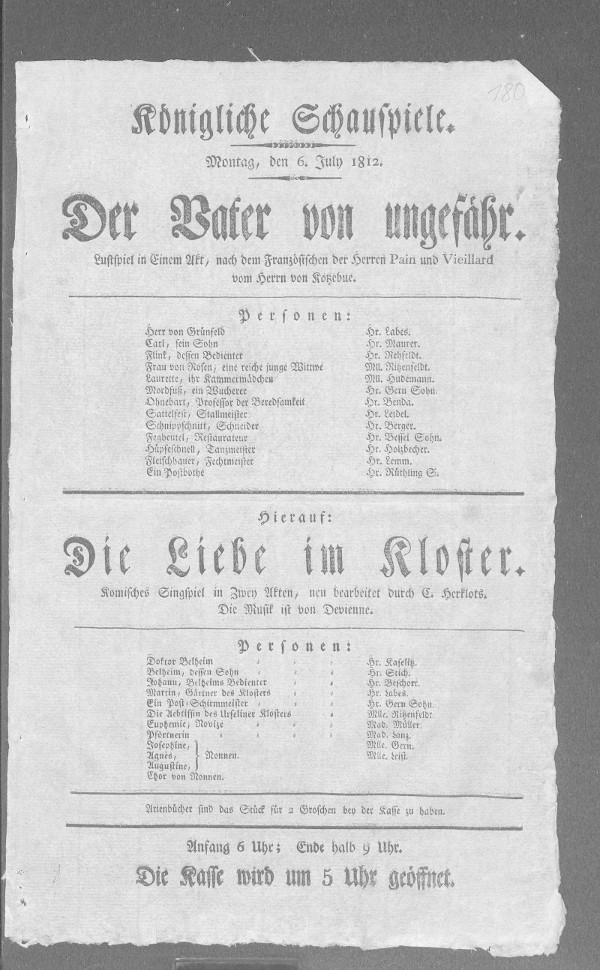 180
Königliche Schauspiele.
Montag, den 6. July 1812.
Der Vater von ungefähr.
Lustspiel in Einem Akt, nach dem Französischen der Herren Pain und Vieillard
vom Herrn von Kotzebue.
Personen:
Herr von Grünfeld Hr. Labes.
Carl, sein Sohn Hr. Maurer.
Flink, dessen Bedienter Hr. Rehfeldt.
Frau von Rosen, eine reiche junge Wittwe Mll. Ritzenfeldt.
Laurette, ihr Kammermädchen Mll. Hudemann.
Mordfuß, ein Wucherer Hr. Gern Sohn.
Ohnebart, Professor der Beredsamkeit Hr. Benda.
Sattelfest, Stallmeister Hr. Leidel.
Schnippschnitt, Schneider Hr. Berger.
Restaurateur Hr. Bessel Sohn.
Hüpfeschnell, Tanzmeister Hr. Holzbecher.
Fleischhauer, Fechtmeister Hr. Lemm.
Ein Postbothe Hr. Rüthling S.
Hierauf:
Die Liebe im Kloster.
Komisches Singspiel in Zwey Akten, neu bearbeitet durch C. Herklots.
Die Musik ist von Devienne.
Personen:
Doktor Belheim Hr. Kaselitz.
Belheim, dessen Sohn Hr. Stich.
Johann, Belheims Bedienter Hr. Beschort.
Martin, Gärtner des Klosters Hr. Labes.
Ein Post-Schirrmeister Hr. Gern Sohn.
Die Aebtissin des Urseliner Klosters Mlle. Ritzenfeldt.
Euphemie, Novize Mad. Müller.
Pförtnerin Mad. Lanz.
Josephine, Mlle. Gern.
Agnes, } Nonnen. Mlle. Leist.
Augustine,
Chor von Nonnen.
Arienbücher sind das Stück für 2 Groschen bey der Kasse zu haben.
Anfang 6 Uhr; Ende halb 9 Uhr.
Die Kasse wird um 5 Uhr geöffnet.